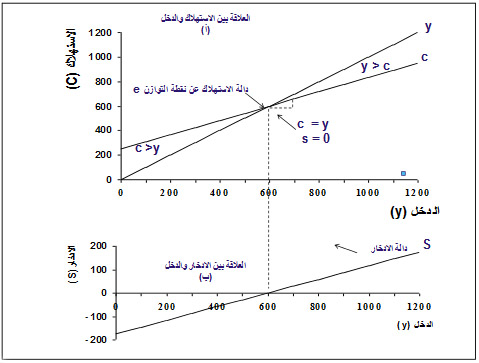 العلاقة بين الاستهلاك والدخل
(أ)
الاستهلاك (C)
1200
1000
800
600
400
200
0
y
y > c
c
دالة الاستهلاك عن نقطة التوازن e
c = y
s = 0
c >y
0 200 400 600 800 1000 1200
الدخل (y)
العلاقة بين الادخار والدخل
(ب)
دالة الادخار
S
الادخار (S)
200
100
0
-100
-200
0 200 400 600 800 1000 1200
الدخل (y)